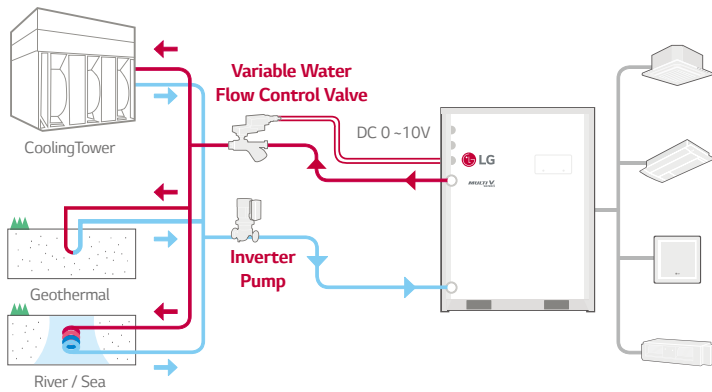 Variable Water
Flow Control Valve
CoolingTower
DC 0 ~10V
LG
MULTI V
Inverter
Pump
Geothermal
River / Sea